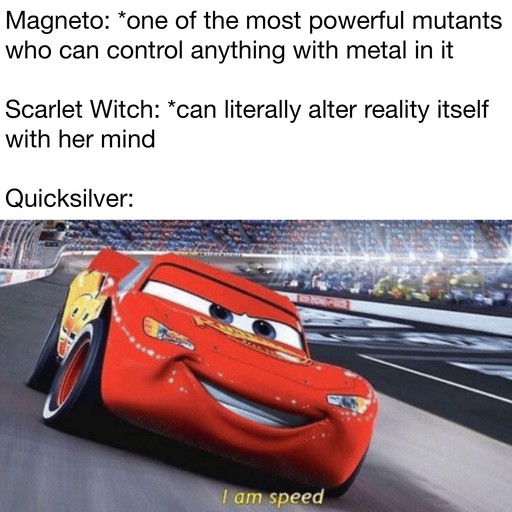 Magneto: *one of the most powerful mutants
who can control anything with metal in it
Scarlet Witch: *can literally alter reality itself
with her mind
Quicksilver:
I am speed